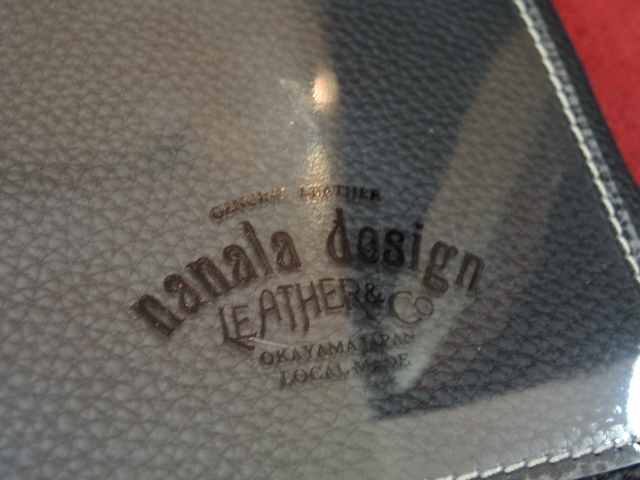 GENUINE LEATHER
nanala design
LEATHER & Co
OKAYAMA JAPAN
LOCAL MADE